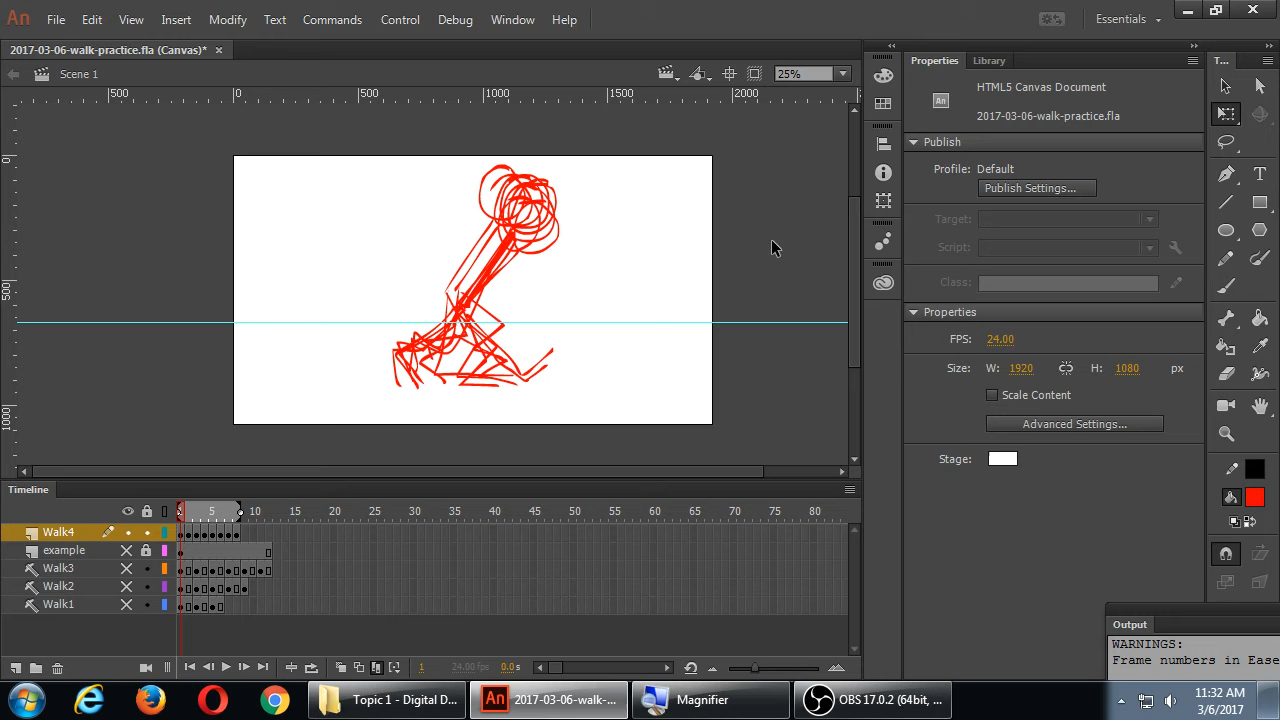 An File Edit View Insert Modify Text Commands Control Debug Window Help Essentials
2017-03-06-walk-practice.fla (Canvas)* ×
Scene 1 25%
500 0 500 1000 1500 2000
0
500
1000
Properties Library T...
An HTML5 Canvas Document
2017-03-06-walk-practice.fla
Publish
Profile: Default
Publish Settings...
Target:
Script:
Class:
Properties
FPS: 24.00
Size: W: 1920 H: 1080 px
Scale Content
Advanced Settings...
Stage:
Timeline
5 10 15 20 25 30 35 40 45 50 55 60 65 70 75 80
Walk4
example
Walk3
Walk2
Walk1
1 24.00 fps 0.0 s
Output
WARNINGS:
Frame numbers in Ease
Topic 1 - Digital D... An 2017-03-06-walk-... Magnifier OBS 17.0.2 (64bit, ... 11:32 AM
3/6/2017